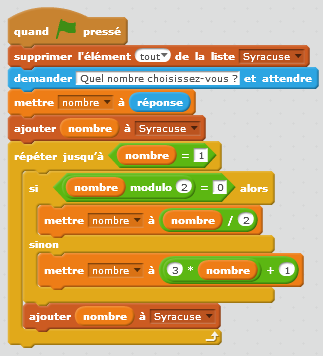 quand pressé
supprimer l'élément tout de la liste Syracuse
demander Quel nombre choisissez-vous ? et attendre
mettre nombre à réponse
ajouter nombre à Syracuse
répéter jusqu'à nombre = 1
si nombre modulo 2 = 0 alors
mettre nombre à nombre / 2
sinon
mettre nombre à 3 * nombre + 1
ajouter nombre à Syracuse